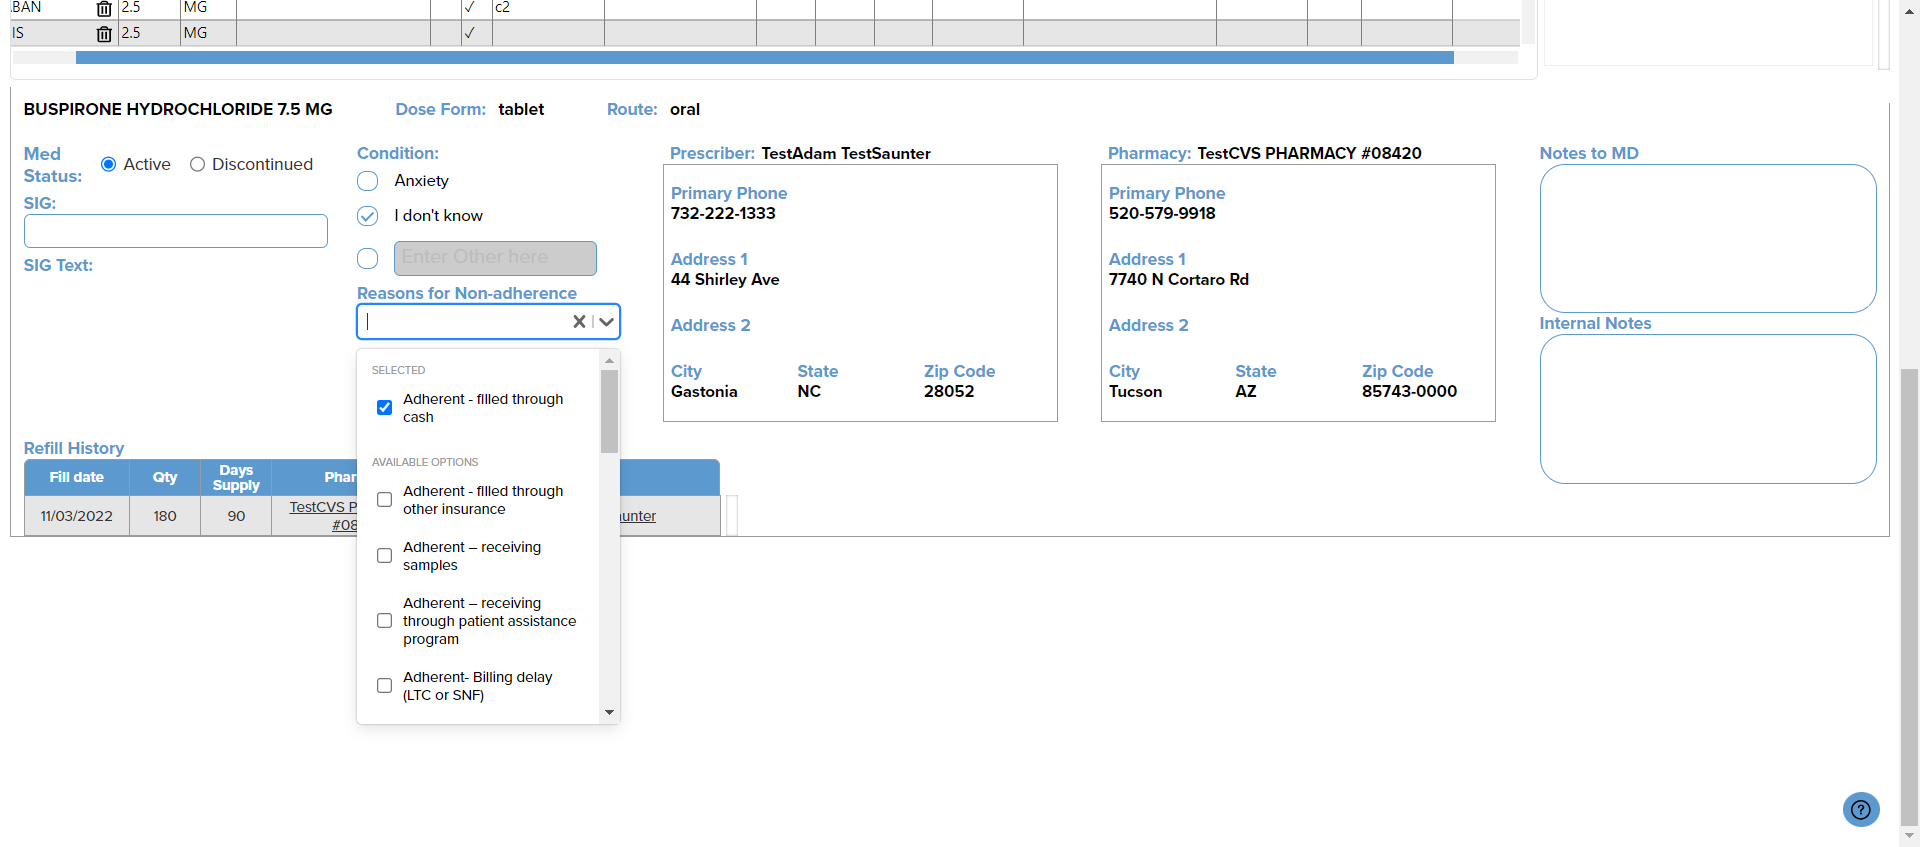 .BAN 2.5 MG ✓ c2
IS 2.5 MG ✓
BUSPIRONE HYDROCHLORIDE 7.5 MG Dose Form: tablet Route: oral
Med Status: Active Discontinued
SIG:
SIG Text:
Condition:
Anxiety
I don't know
Enter Other here
Reasons for Non-adherence
SELECTED
Adherent - filled through
cash
AVAILABLE OPTIONS
Adherent - filled through
other insurance
Adherent – receiving
samples
Adherent – receiving
through patient assistance
program
Adherent- Billing delay
(LTC or SNF)
Prescriber: TestAdam TestSaunter
Primary Phone
732-222-1333
Address 1
44 Shirley Ave
Address 2
City State Zip Code
Gastonia NC 28052
Pharmacy: TestCVS PHARMACY #08420
Primary Phone
520-579-9918
Address 1
7740 N Cortaro Rd
Address 2
City State Zip Code
Tucson AZ 85743-0000
Notes to MD
Internal Notes
Refill History
Fill date Qty Days Supply Phar
11/03/2022 180 90 TestCVS P
#08
aunter